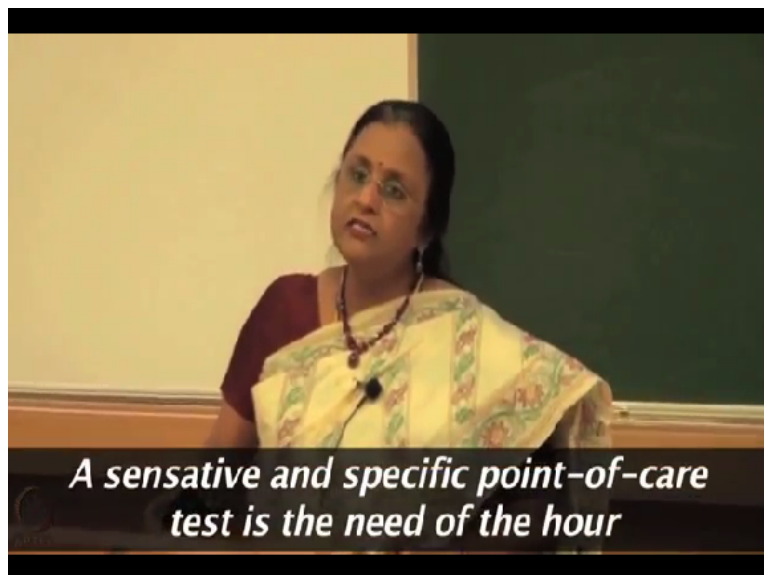 A sensative and specific point-of-care
test is the need of the hour